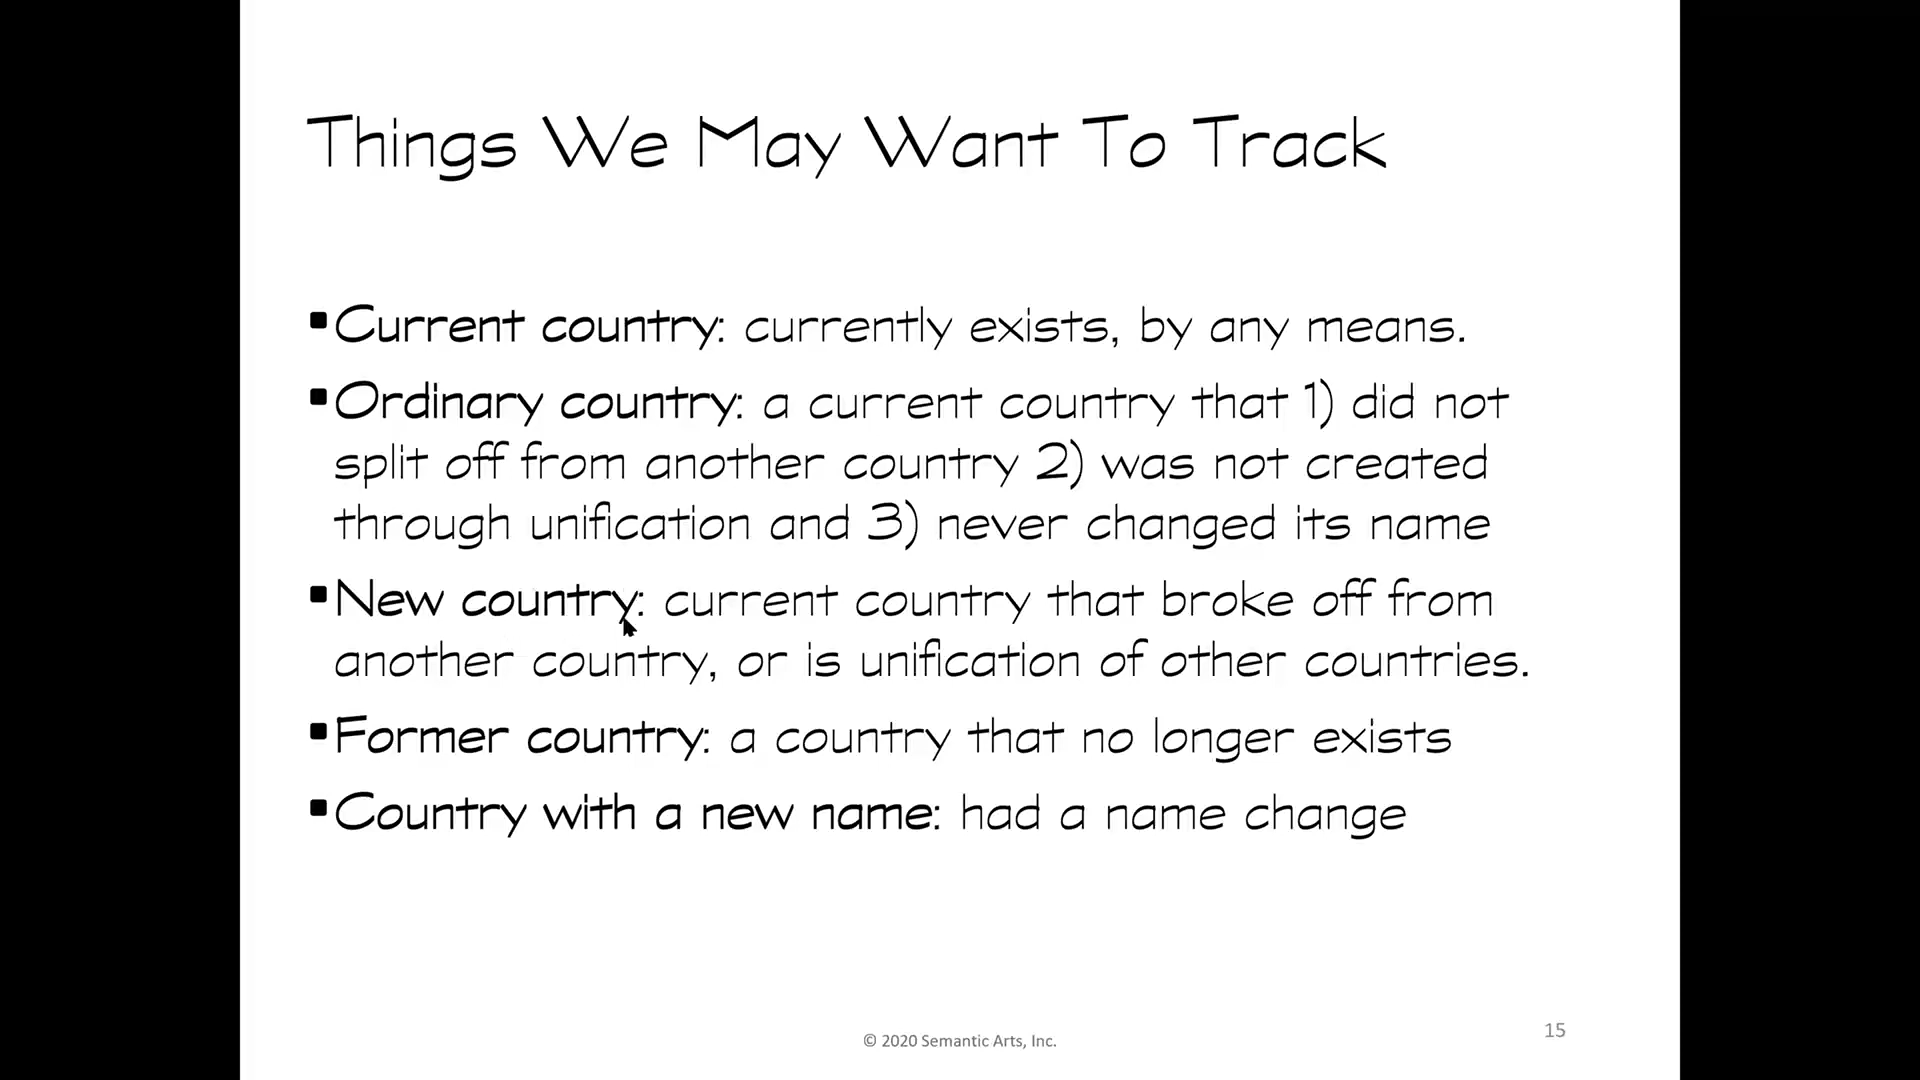 Things We May Want To Track
▪Current country: currently exists, by any means.
▪Ordinary country: a current country that 1) did not
split off from another country 2) was not created
through unification and 3) never changed its name
▪New country: current country that broke off from
another country, or is unification of other countries.
▪Former country: a country that no longer exists
▪Country with a new name: had a name change
© 2020 Semantic Arts, Inc.
15